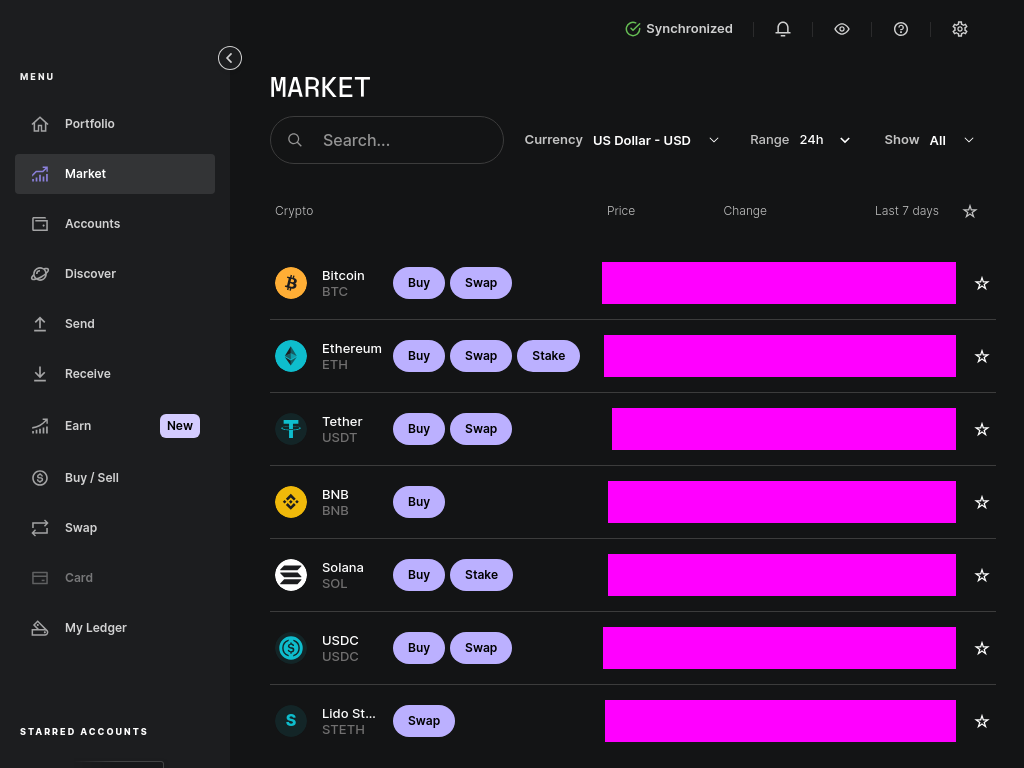 Synchronized
MENU
MARKET
Portfolio
Market
Accounts
Discover
Send
Receive
Earn New
Buy / Sell
Swap
Card
My Ledger
STARRED ACCOUNTS
Search...
Currency US Dollar - USD
Range 24h
Show All
Crypto Price Change Last 7 days
Bitcoin
BTC
Buy Swap
Ethereum
ETH
Buy Swap Stake
Tether
USDT
Buy Swap
BNB
BNB
Buy
Solana
SOL
Buy Stake
USDC
USDC
Buy Swap
Lido St...
STETH
Swap